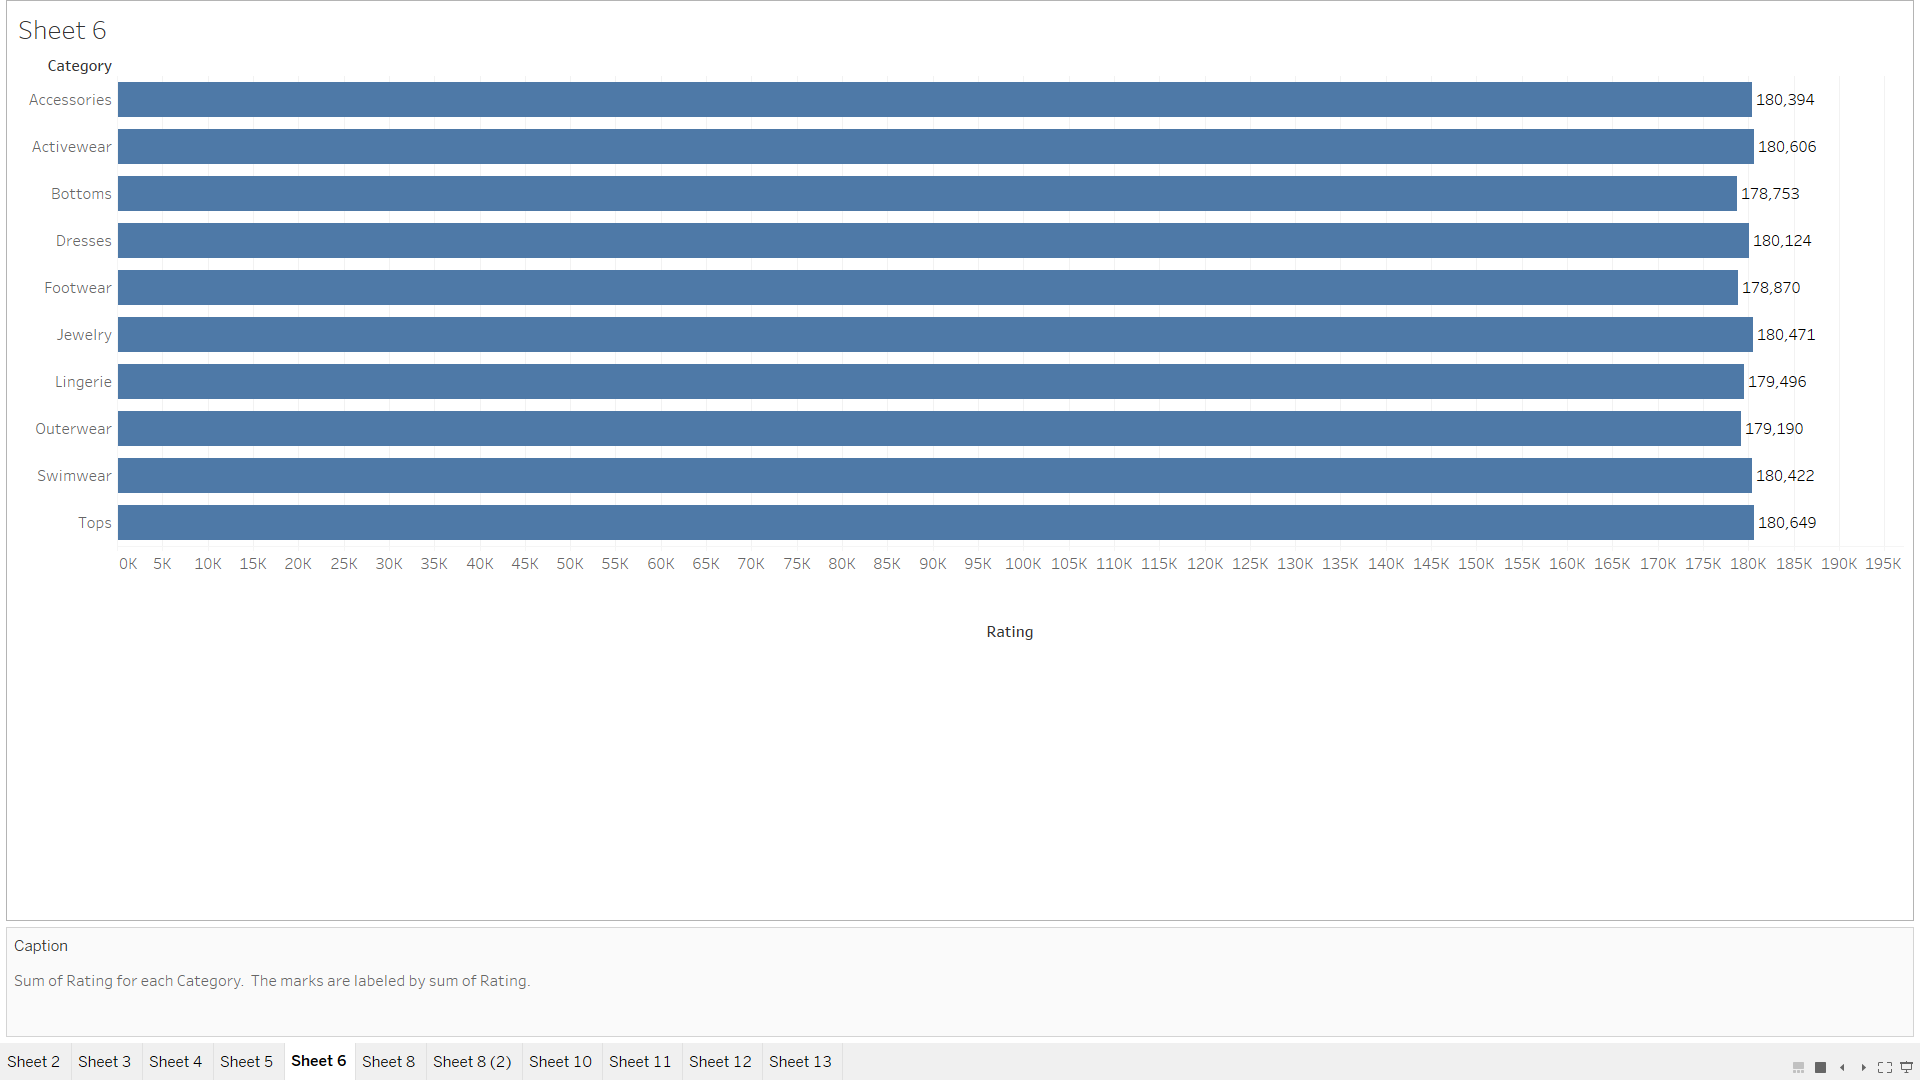 Sheet 6
Category
Accessories 180,394
Activewear 180,606
Bottoms 178,753
Dresses 180,124
Footwear 178,870
Jewelry 180,471
Lingerie 179,496
Outerwear 179,190
Swimwear 180,422
Tops 180,649
0K 5K 10K 15K 20K 25K 30K 35K 40K 45K 50K 55K 60K 65K 70K 75K 80K 85K 90K 95K 100K 105K 110K 115K 120K 125K 130K 135K 140K 145K 150K 155K 160K 165K 170K 175K 180K 185K 190K 195K
Rating
Caption
Sum of Rating for each Category. The marks are labeled by sum of Rating.
Sheet 2 Sheet 3 Sheet 4 Sheet 5 Sheet 6 Sheet 8 Sheet 8 (2) Sheet 10 Sheet 11 Sheet 12 Sheet 13